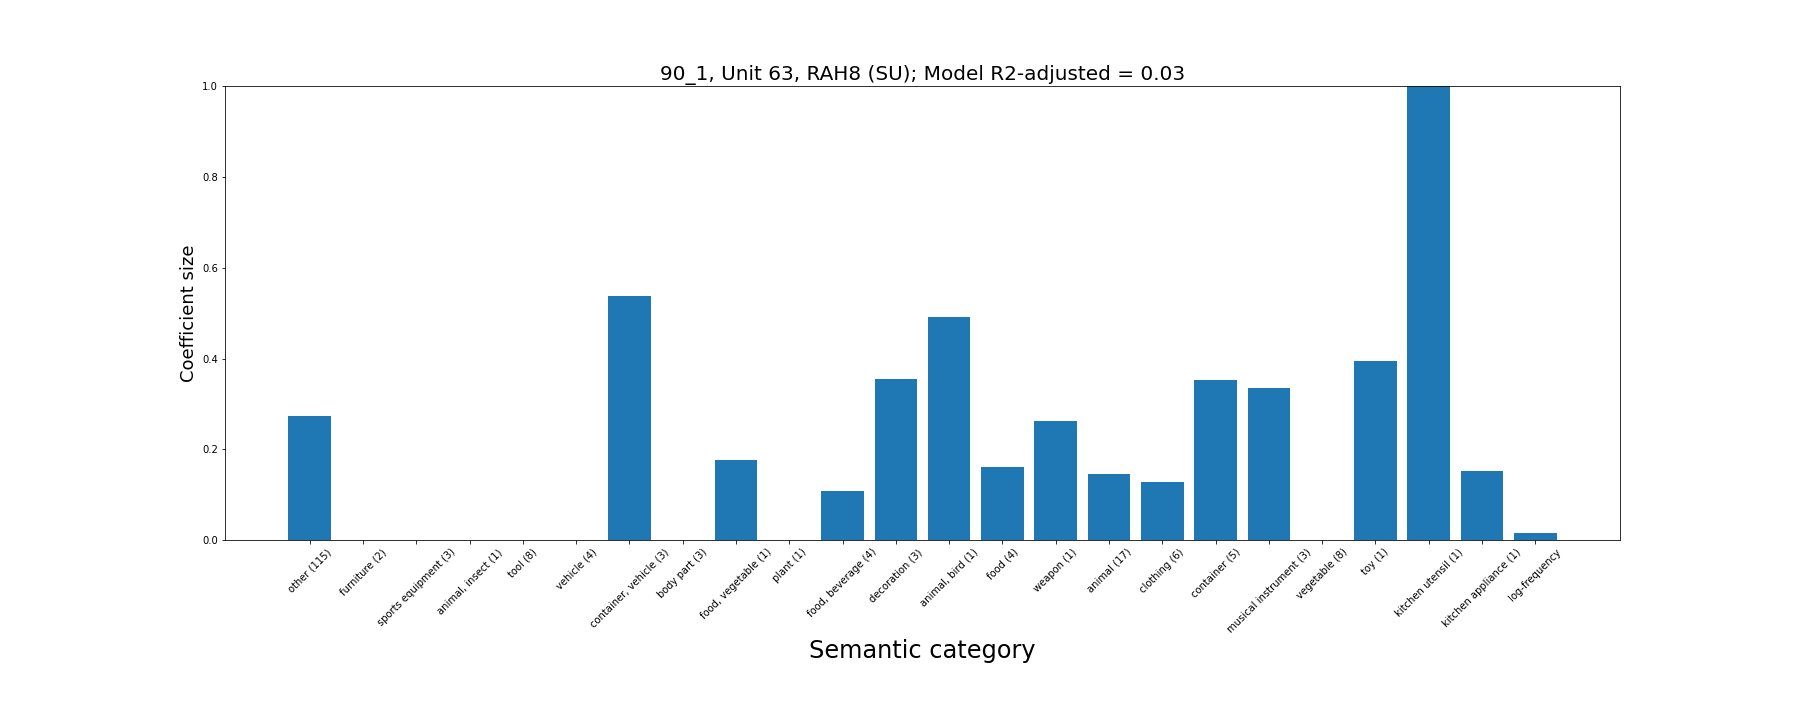 90_1, Unit 63, RAH8 (SU); Model R2-adjusted = 0.03
Coefficient size
1.0
0.8
0.6
0.4
0.2
0.0
other (115)
furniture (2)
sports equipment (3)
animal, insect (1)
tool (8)
vehicle (4)
container, vehicle (3)
body part (3)
food, vegetable (1)
plant (1)
food, beverage (4)
decoration (3)
animal, bird (1)
food (4)
weapon (1)
animal (17)
clothing (6)
container (5)
musical instrument (3)
vegetable (8)
toy (1)
kitchen utensil (1)
kitchen appliance (1)
log-frequency
Semantic category